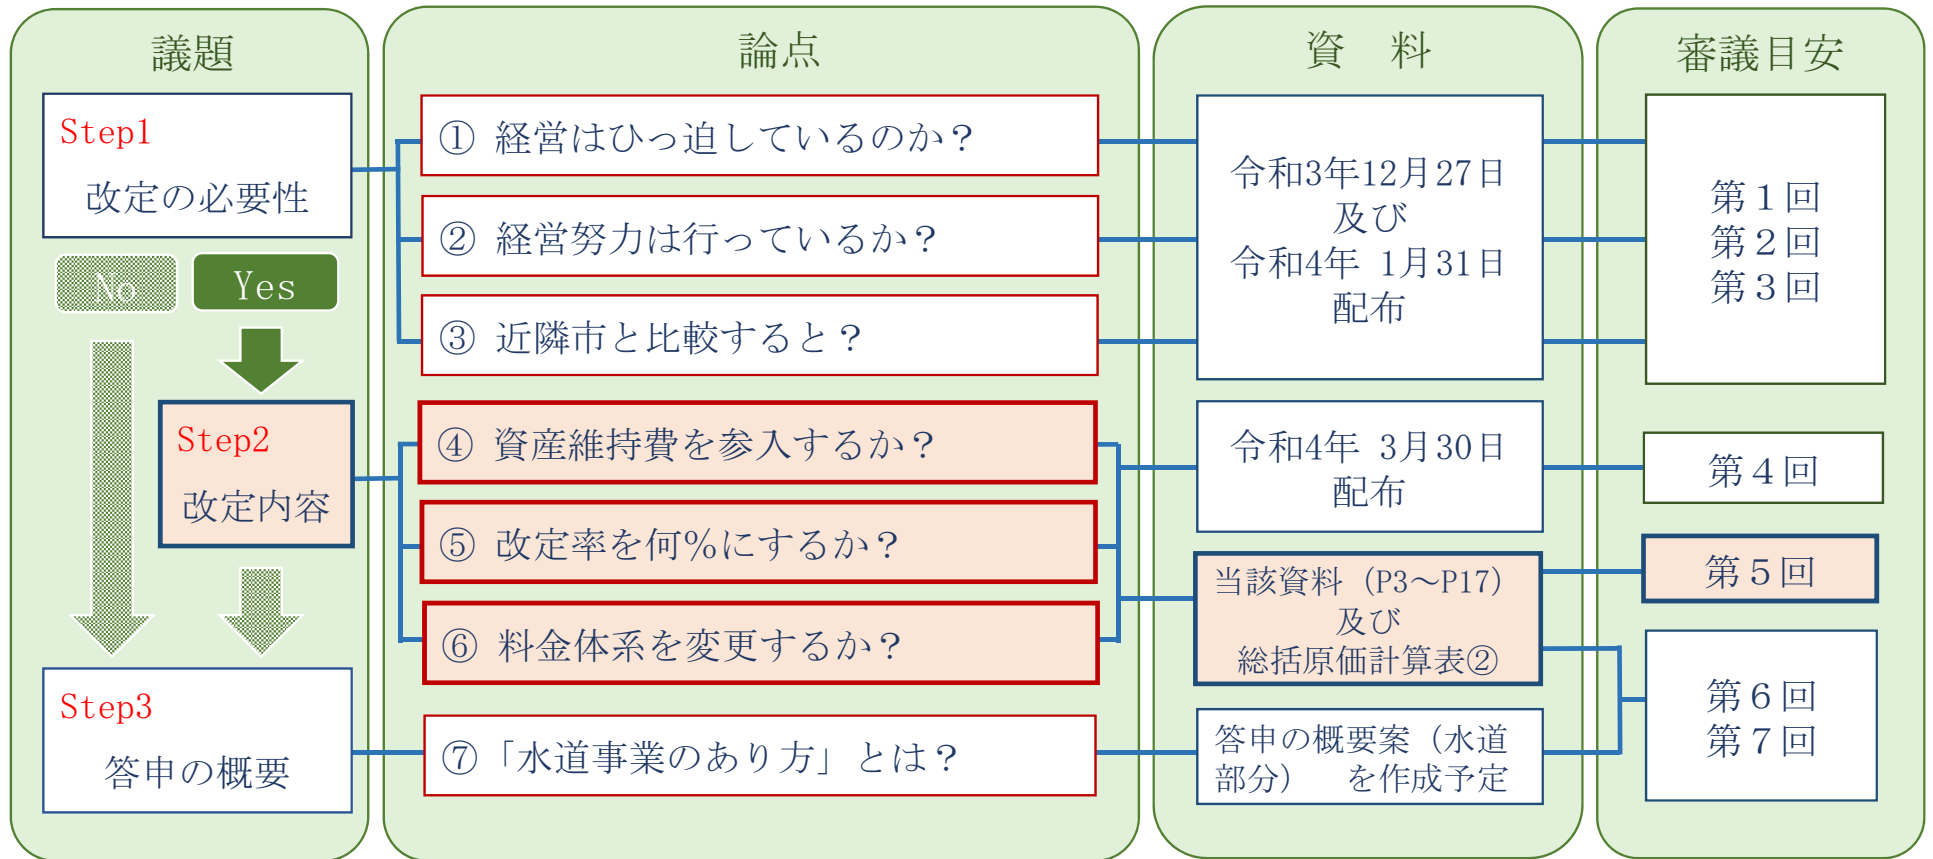 議題
Step1
改定の必要性
No
Yes
Step2
改定内容
Step3
答申の概要
論点
① 経営はひっ迫しているのか？
② 経営努力は行っているか？
③ 近隣市と比較すると？
④ 資産維持費を参入するか？
⑤ 改定率を何％にするか？
⑥ 料金体系を変更するか？
⑦「水道事業のあり方」とは？
資　料
令和3年12月27日
及び
令和4年 1月31日
配布
令和4年 3月30日
配布
当該資料（P3～P17）
及び
総括原価計算表②
答申の概要案（水道
部分）　を作成予定
審議目安
第１回
第２回
第３回
第４回
第５回
第６回
第７回